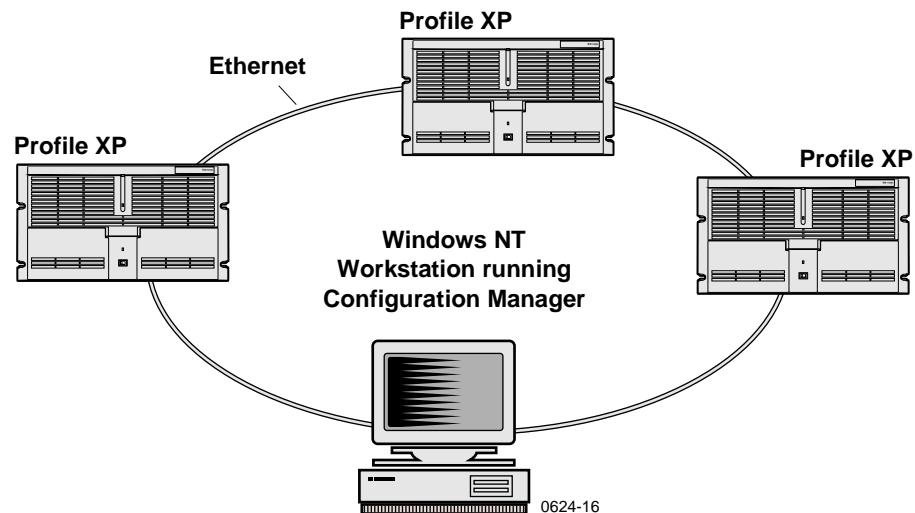 Profile XP
Ethernet
Profile XP
Profile XP
Windows NT
Workstation running
Configuration Manager
0624-16